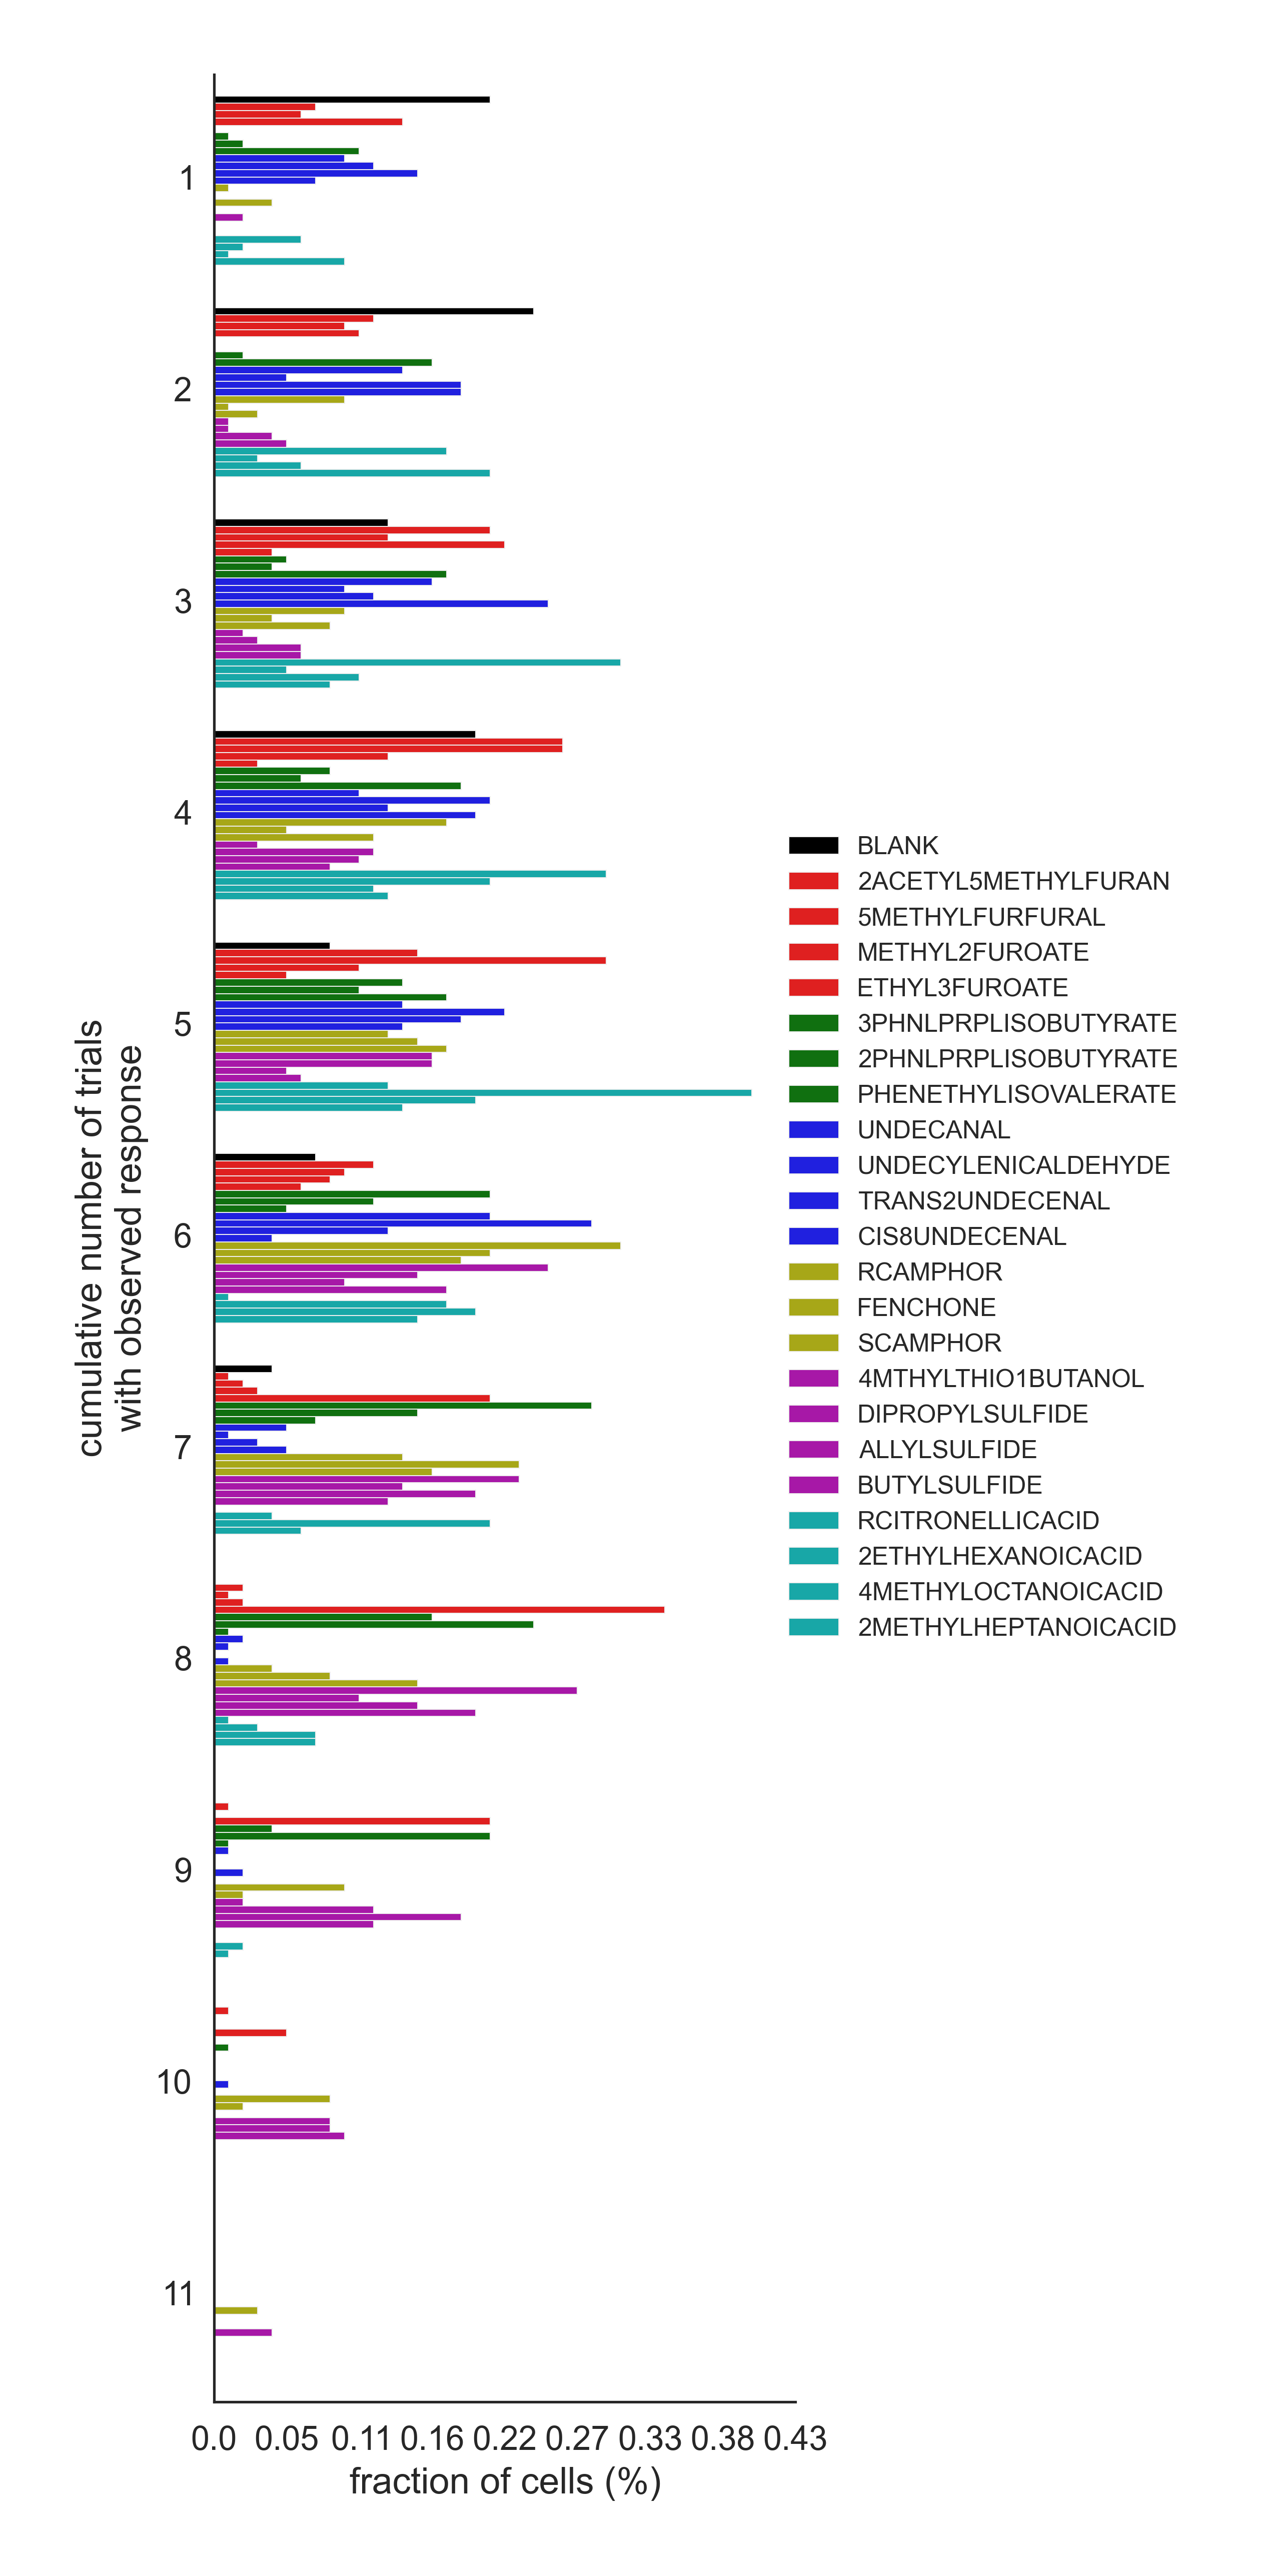 1
2
3
4
5
6
7
8
9
10
11
cumulative number of trials
with observed response
BLANK
2ACETYL5METHYLFURAN
5METHYLFURFURAL
METHYL2FUROATE
ETHYL3FUROATE
3PHNLPRPLISOBUTYRATE
2PHNLPRPLISOBUTYRATE
PHENETHYLISOVALERATE
UNDECANAL
UNDECYLENICALDEHYDE
TRANS2UNDECENAL
CIS8UNDECENAL
RCAMPHOR
FENCHONE
SCAMPHOR
4MTHYLTHIO1BUTANOL
DIPROPYLSULFIDE
ALLYLSULFIDE
BUTYLSULFIDE
RCITRONELLICACID
2ETHYLHEXANOICACID
4METHYLOCTANOICACID
2METHYLHEPTANOICACID
0.0 0.05 0.11 0.16 0.22 0.27 0.33 0.38 0.43
fraction of cells (%)